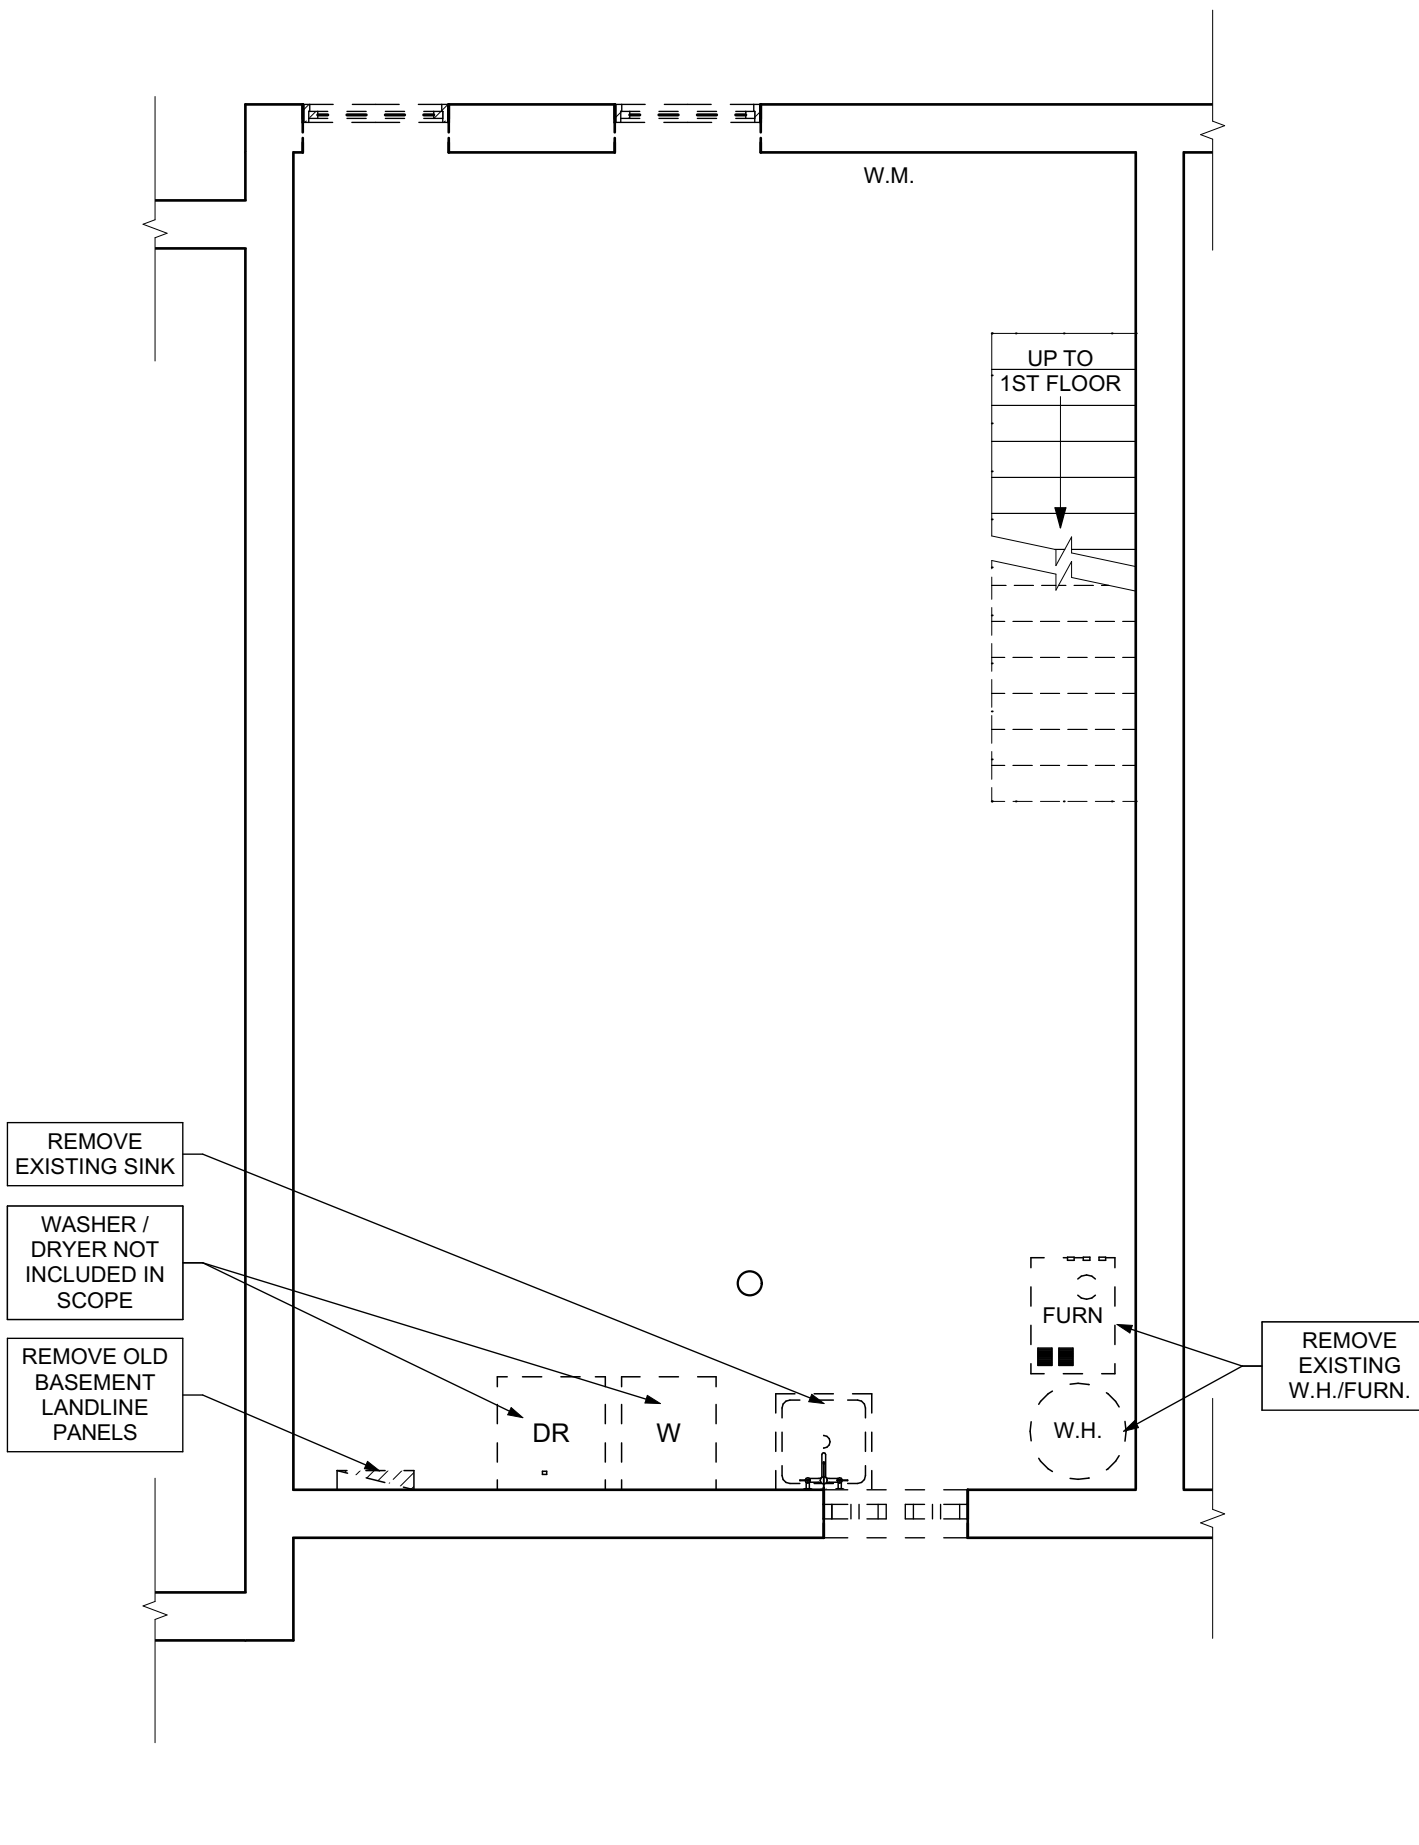 W.M.
UP TO
1ST FLOOR
REMOVE
EXISTING SINK
WASHER /
DRYER NOT
INCLUDED IN
SCOPE
REMOVE OLD
BASEMENT
LANDLINE
PANELS
DR
W
FURN
W.H.
REMOVE
EXISTING
W.H./FURN.